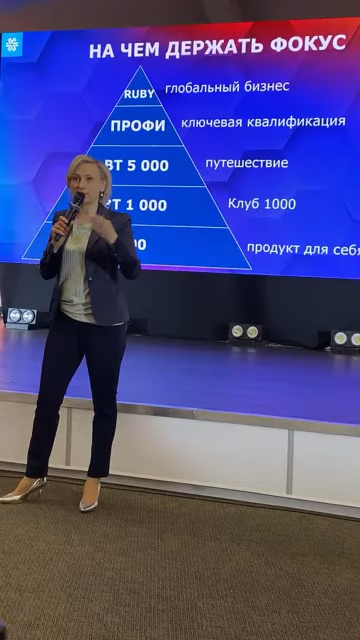 НА ЧЕМ ДЕРЖАТЬ ФОКУС
RUBY глобальный бизнес
ПРОФИ ключевая квалификация
ВТ 5 000 путешествие
1 000 Клуб 1000
продукт для себя